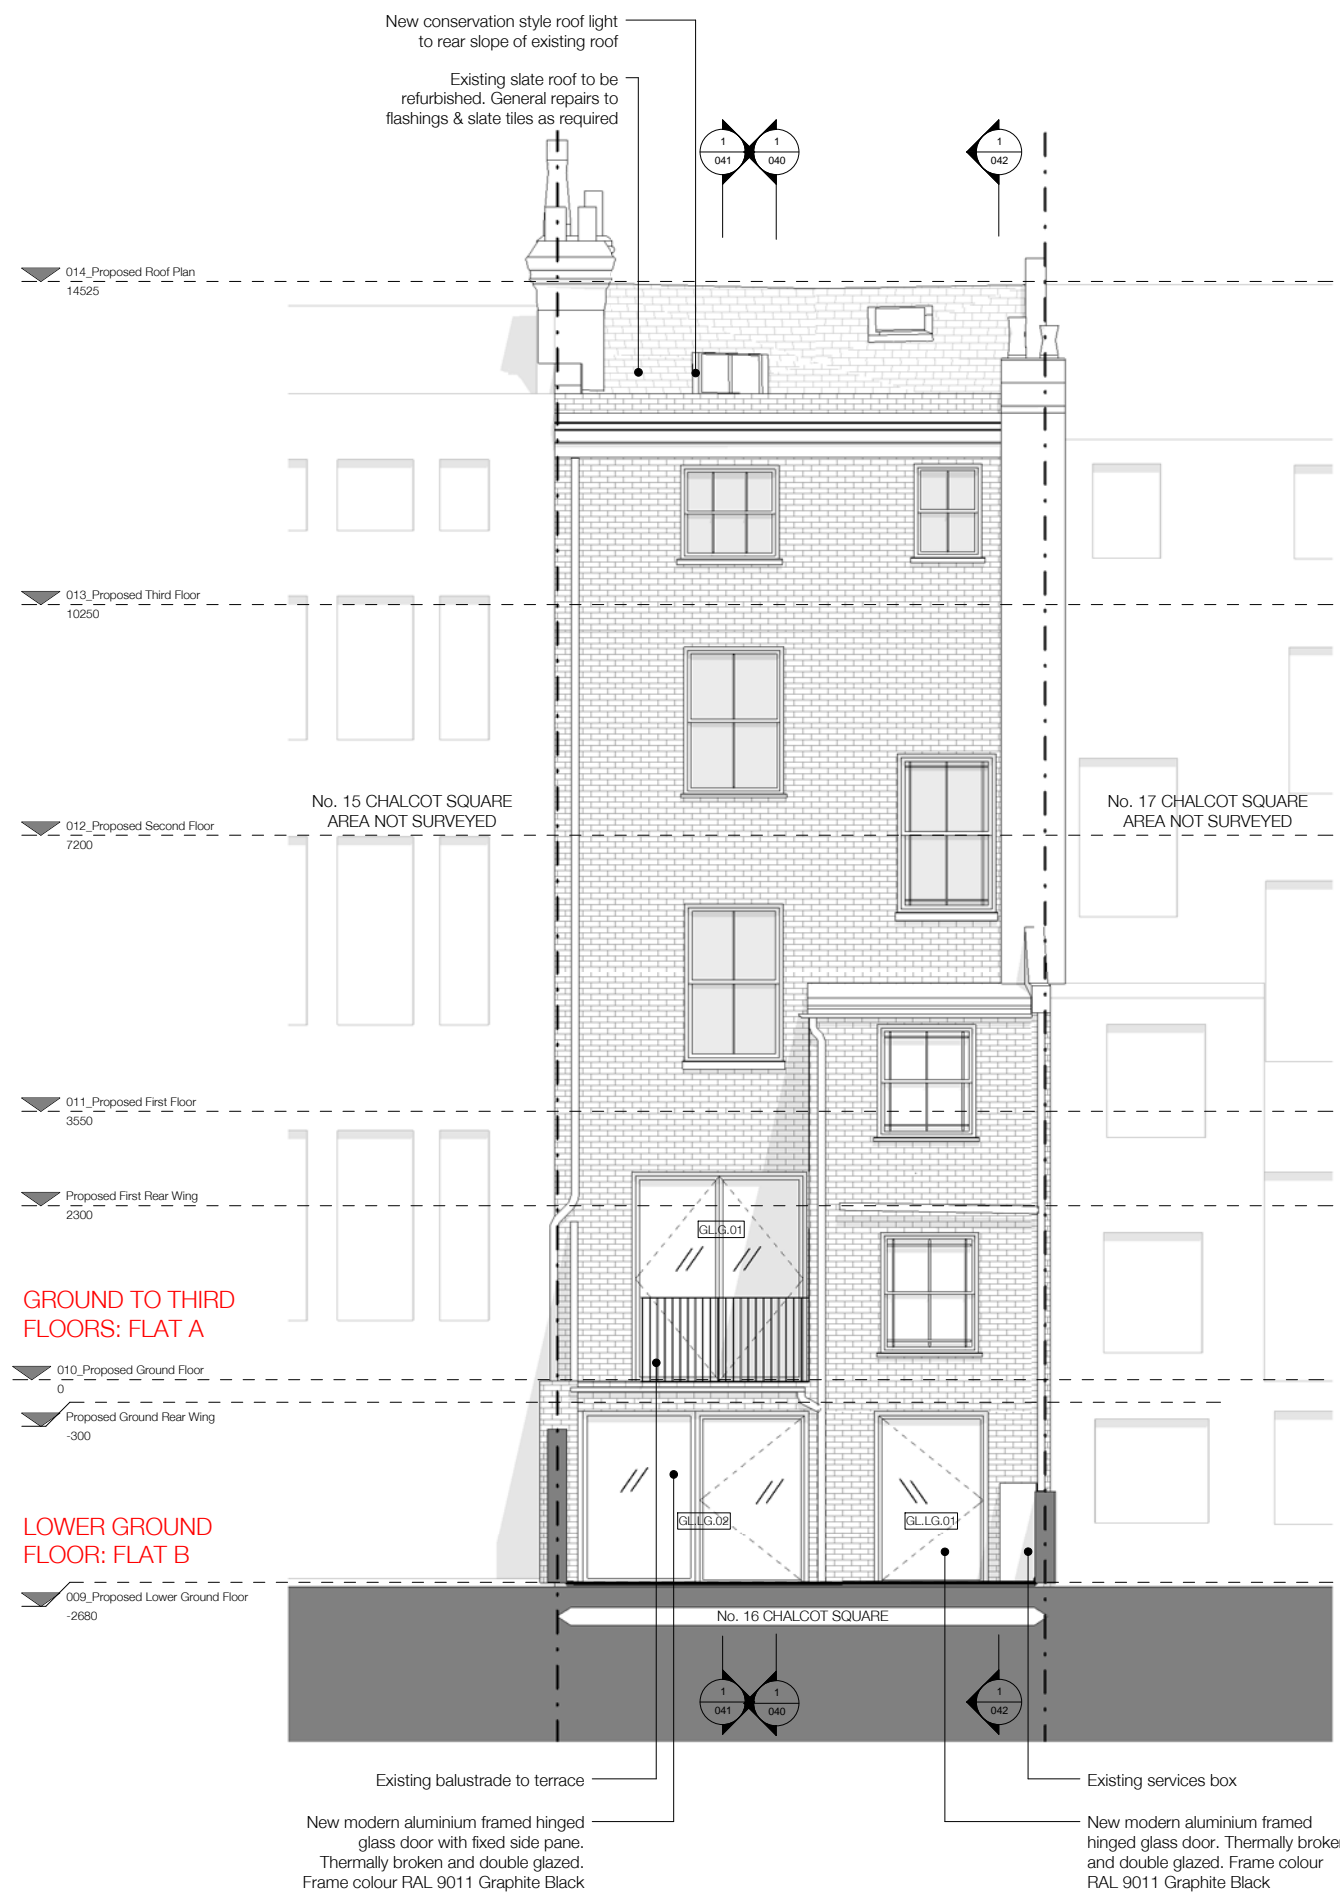 New conservation style roof light
to rear slope of existing roof
Existing slate roof to be
refurbished. General repairs to
flashings & slate tiles as required
1
041
1
040
1
042
014_Proposed Roof Plan
14525
013_Proposed Third Floor
10250
No. 15 CHALCOT SQUARE
AREA NOT SURVEYED
No. 17 CHALCOT SQUARE
AREA NOT SURVEYED
012_Proposed Second Floor
7200
011_Proposed First Floor
3550
Proposed First Rear Wing
2300
GL.G.01
GROUND TO THIRD
FLOORS: FLAT A
010_Proposed Ground Floor
0
Proposed Ground Rear Wing
-300
GL.LG.02
GL.LG.01
LOWER GROUND
FLOOR: FLAT B
009_Proposed Lower Ground Floor
-2680
No. 16 CHALCOT SQUARE
1
041
1
040
1
042
Existing balustrade to terrace
Existing services box
New modern aluminium framed hinged
glass door with fixed side pane.
Thermally broken and double glazed.
Frame colour RAL 9011 Graphite Black
New modern aluminium framed
hinged glass door. Thermally broke
and double glazed. Frame colour
RAL 9011 Graphite Black